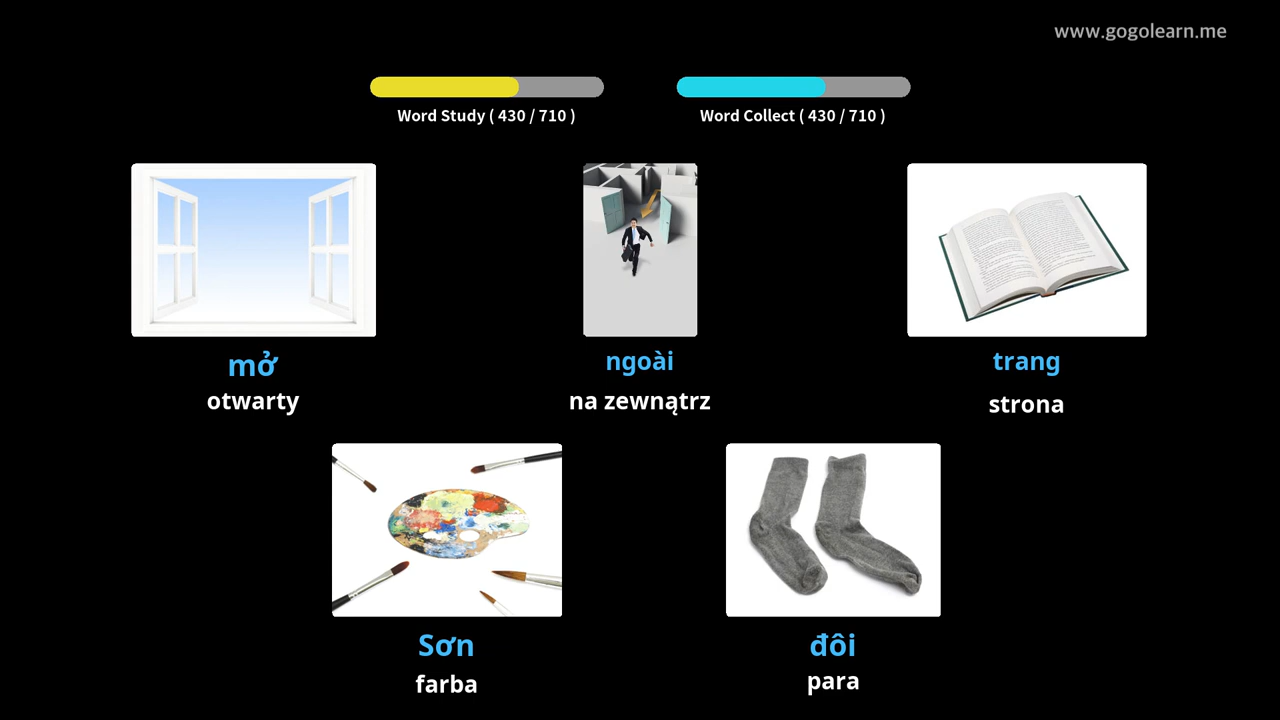 www.gogolearn.me
Word Study ( 430 / 710 )
Word Collect ( 430 / 710 )
mở
otwarty
ngoài
na zewnątrz
trang
strona
Sơn
farba
đôi
para